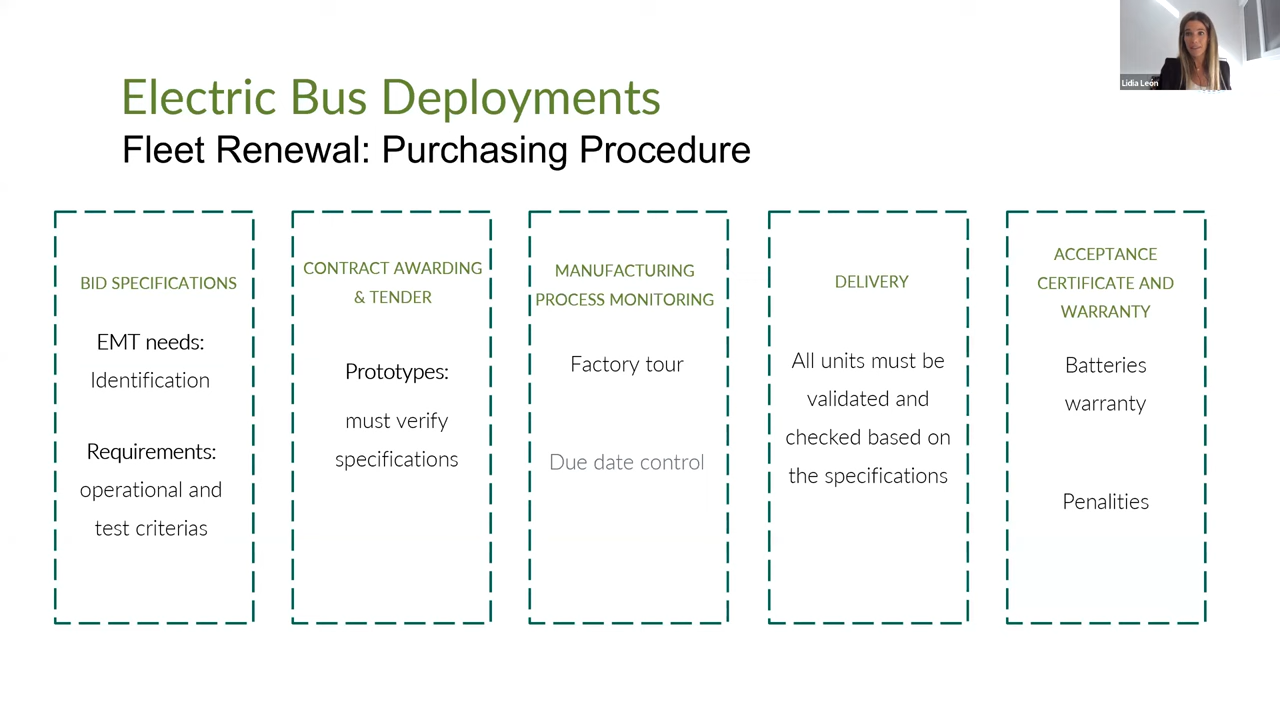 Lidia León
Electric Bus Deployments
Fleet Renewal: Purchasing Procedure
BID SPECIFICATIONS
EMT needs:
Identification
Requirements:
operational and
test criterias
CONTRACT AWARDING
& TENDER
Prototypes:
must verify
specifications
MANUFACTURING
PROCESS MONITORING
Factory tour
Due date control
DELIVERY
All units must be
validated and
checked based on
the specifications
ACCEPTANCE
CERTIFICATE AND
WARRANTY
Batteries
warranty
Penalities